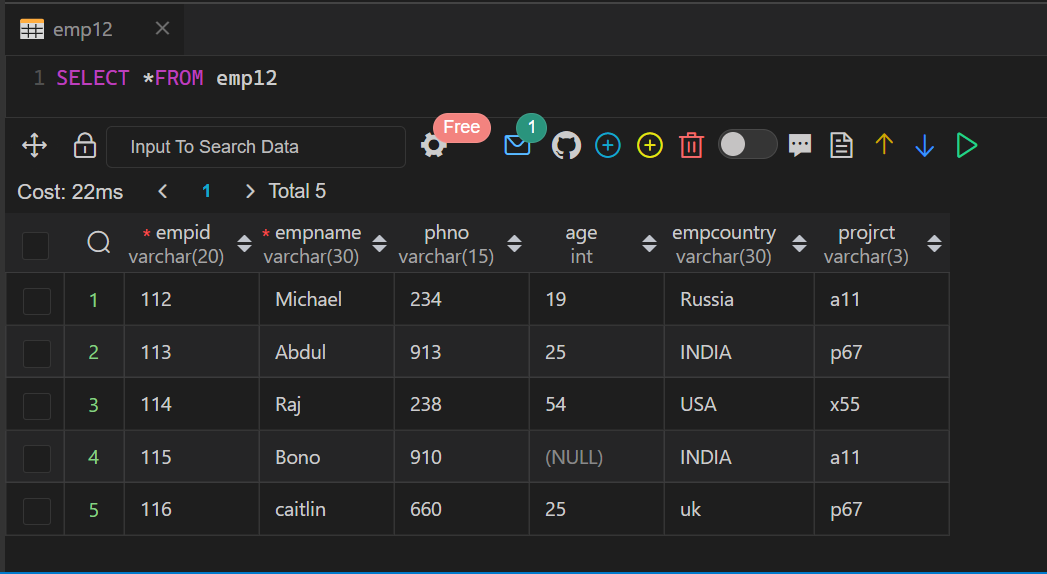 emp12
1 SELECT *FROM emp12
Input To Search Data Free 1
Cost: 22ms 1 Total 5
* empid * empname phno age empcountry projrct
varchar(20) varchar(30) varchar(15) int varchar(30) varchar(3)
1 112 Michael 234 19 Russia a11
2 113 Abdul 913 25 INDIA p67
3 114 Raj 238 54 USA x55
4 115 Bono 910 (NULL) INDIA a11
5 116 caitlin 660 25 uk p67